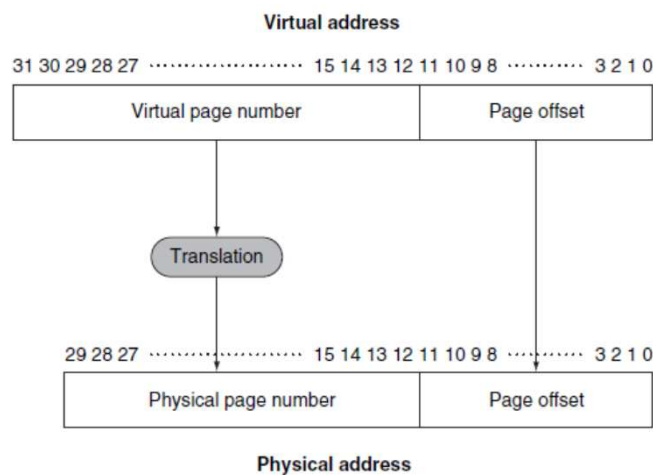 Virtual address
31 30 29 28 27 ························ 15 14 13 12 11 10 9 8 ·········· 3 2 1 0
Virtual page number Page offset
Translation
29 28 27 ························ 15 14 13 12 11 10 9 8 ·········· 3 2 1 0
Physical page number Page offset
Physical address